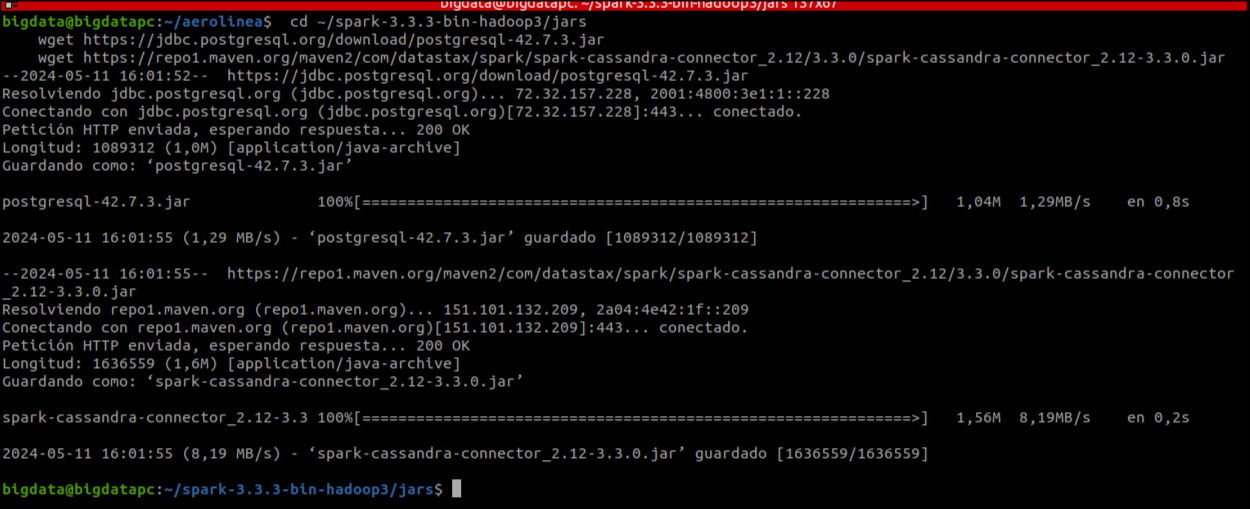 bigdata@bigdatapc: ~/spark-3.3.3-bin-hadoop3/jars 137x67
bigdata@bigdatapc:~/aerolinea$  cd ~/spark-3.3.3-bin-hadoop3/jars
    wget https://jdbc.postgresql.org/download/postgresql-42.7.3.jar
    wget https://repo1.maven.org/maven2/com/datastax/spark/spark-cassandra-connector_2.12/3.3.0/spark-cassandra-connector_2.12-3.3.0.jar
--2024-05-11 16:01:52--  https://jdbc.postgresql.org/download/postgresql-42.7.3.jar
Resolviendo jdbc.postgresql.org (jdbc.postgresql.org)... 72.32.157.228, 2001:4800:3e1:1::228
Conectando con jdbc.postgresql.org (jdbc.postgresql.org)[72.32.157.228]:443... conectado.
Petición HTTP enviada, esperando respuesta... 200 OK
Longitud: 1089312 (1,0M) [application/java-archive]
Guardando como: ‘postgresql-42.7.3.jar’
postgresql-42.7.3.jar              100%[=============================================================>]   1,04M  1,29MB/s    en 0,8s
2024-05-11 16:01:55 (1,29 MB/s) - ‘postgresql-42.7.3.jar’ guardado [1089312/1089312]
--2024-05-11 16:01:55--  https://repo1.maven.org/maven2/com/datastax/spark/spark-cassandra-connector_2.12/3.3.0/spark-cassandra-connector
_2.12-3.3.0.jar
Resolviendo repo1.maven.org (repo1.maven.org)... 151.101.132.209, 2a04:4e42:1f::209
Conectando con repo1.maven.org (repo1.maven.org)[151.101.132.209]:443... conectado.
Petición HTTP enviada, esperando respuesta... 200 OK
Longitud: 1636559 (1,6M) [application/java-archive]
Guardando como: ‘spark-cassandra-connector_2.12-3.3.0.jar’
spark-cassandra-connector_2.12-3.3 100%[=============================================================>]   1,56M  8,19MB/s    en 0,2s
2024-05-11 16:01:55 (8,19 MB/s) - ‘spark-cassandra-connector_2.12-3.3.0.jar’ guardado [1636559/1636559]
bigdata@bigdatapc:~/spark-3.3.3-bin-hadoop3/jars$